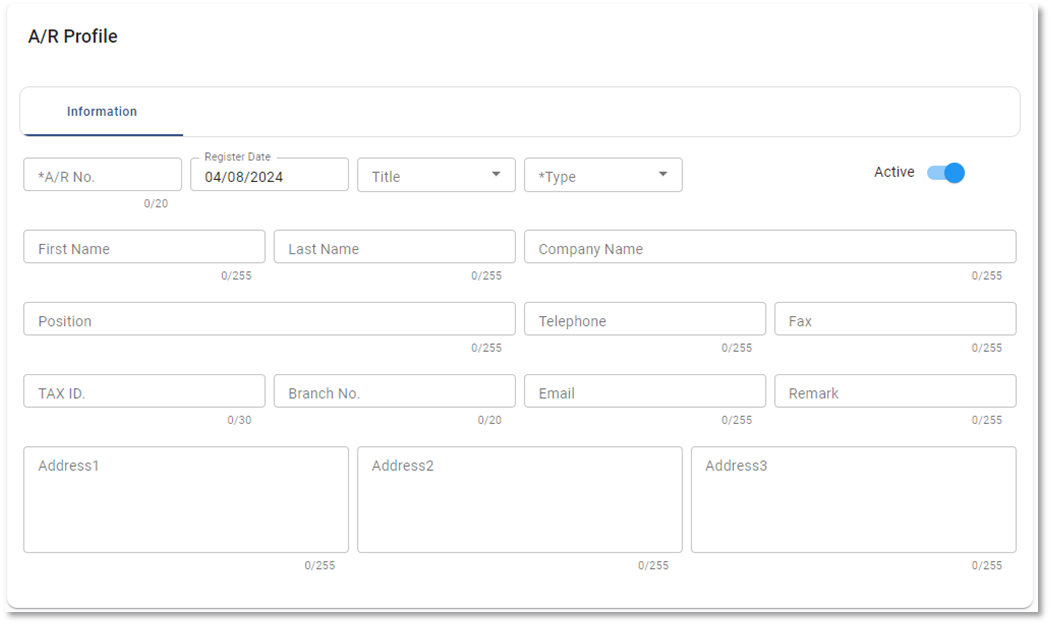 A/R Profile
Information
Register Date
*A/R No. 04/08/2024 Title *Type Active
0/20
First Name Last Name Company Name
0/255 0/255 0/255
Position Telephone Fax
0/255 0/255 0/255
TAX ID. Branch No. Email Remark
0/30 0/20 0/255 0/255
Address1 Address2 Address3
0/255 0/255 0/255